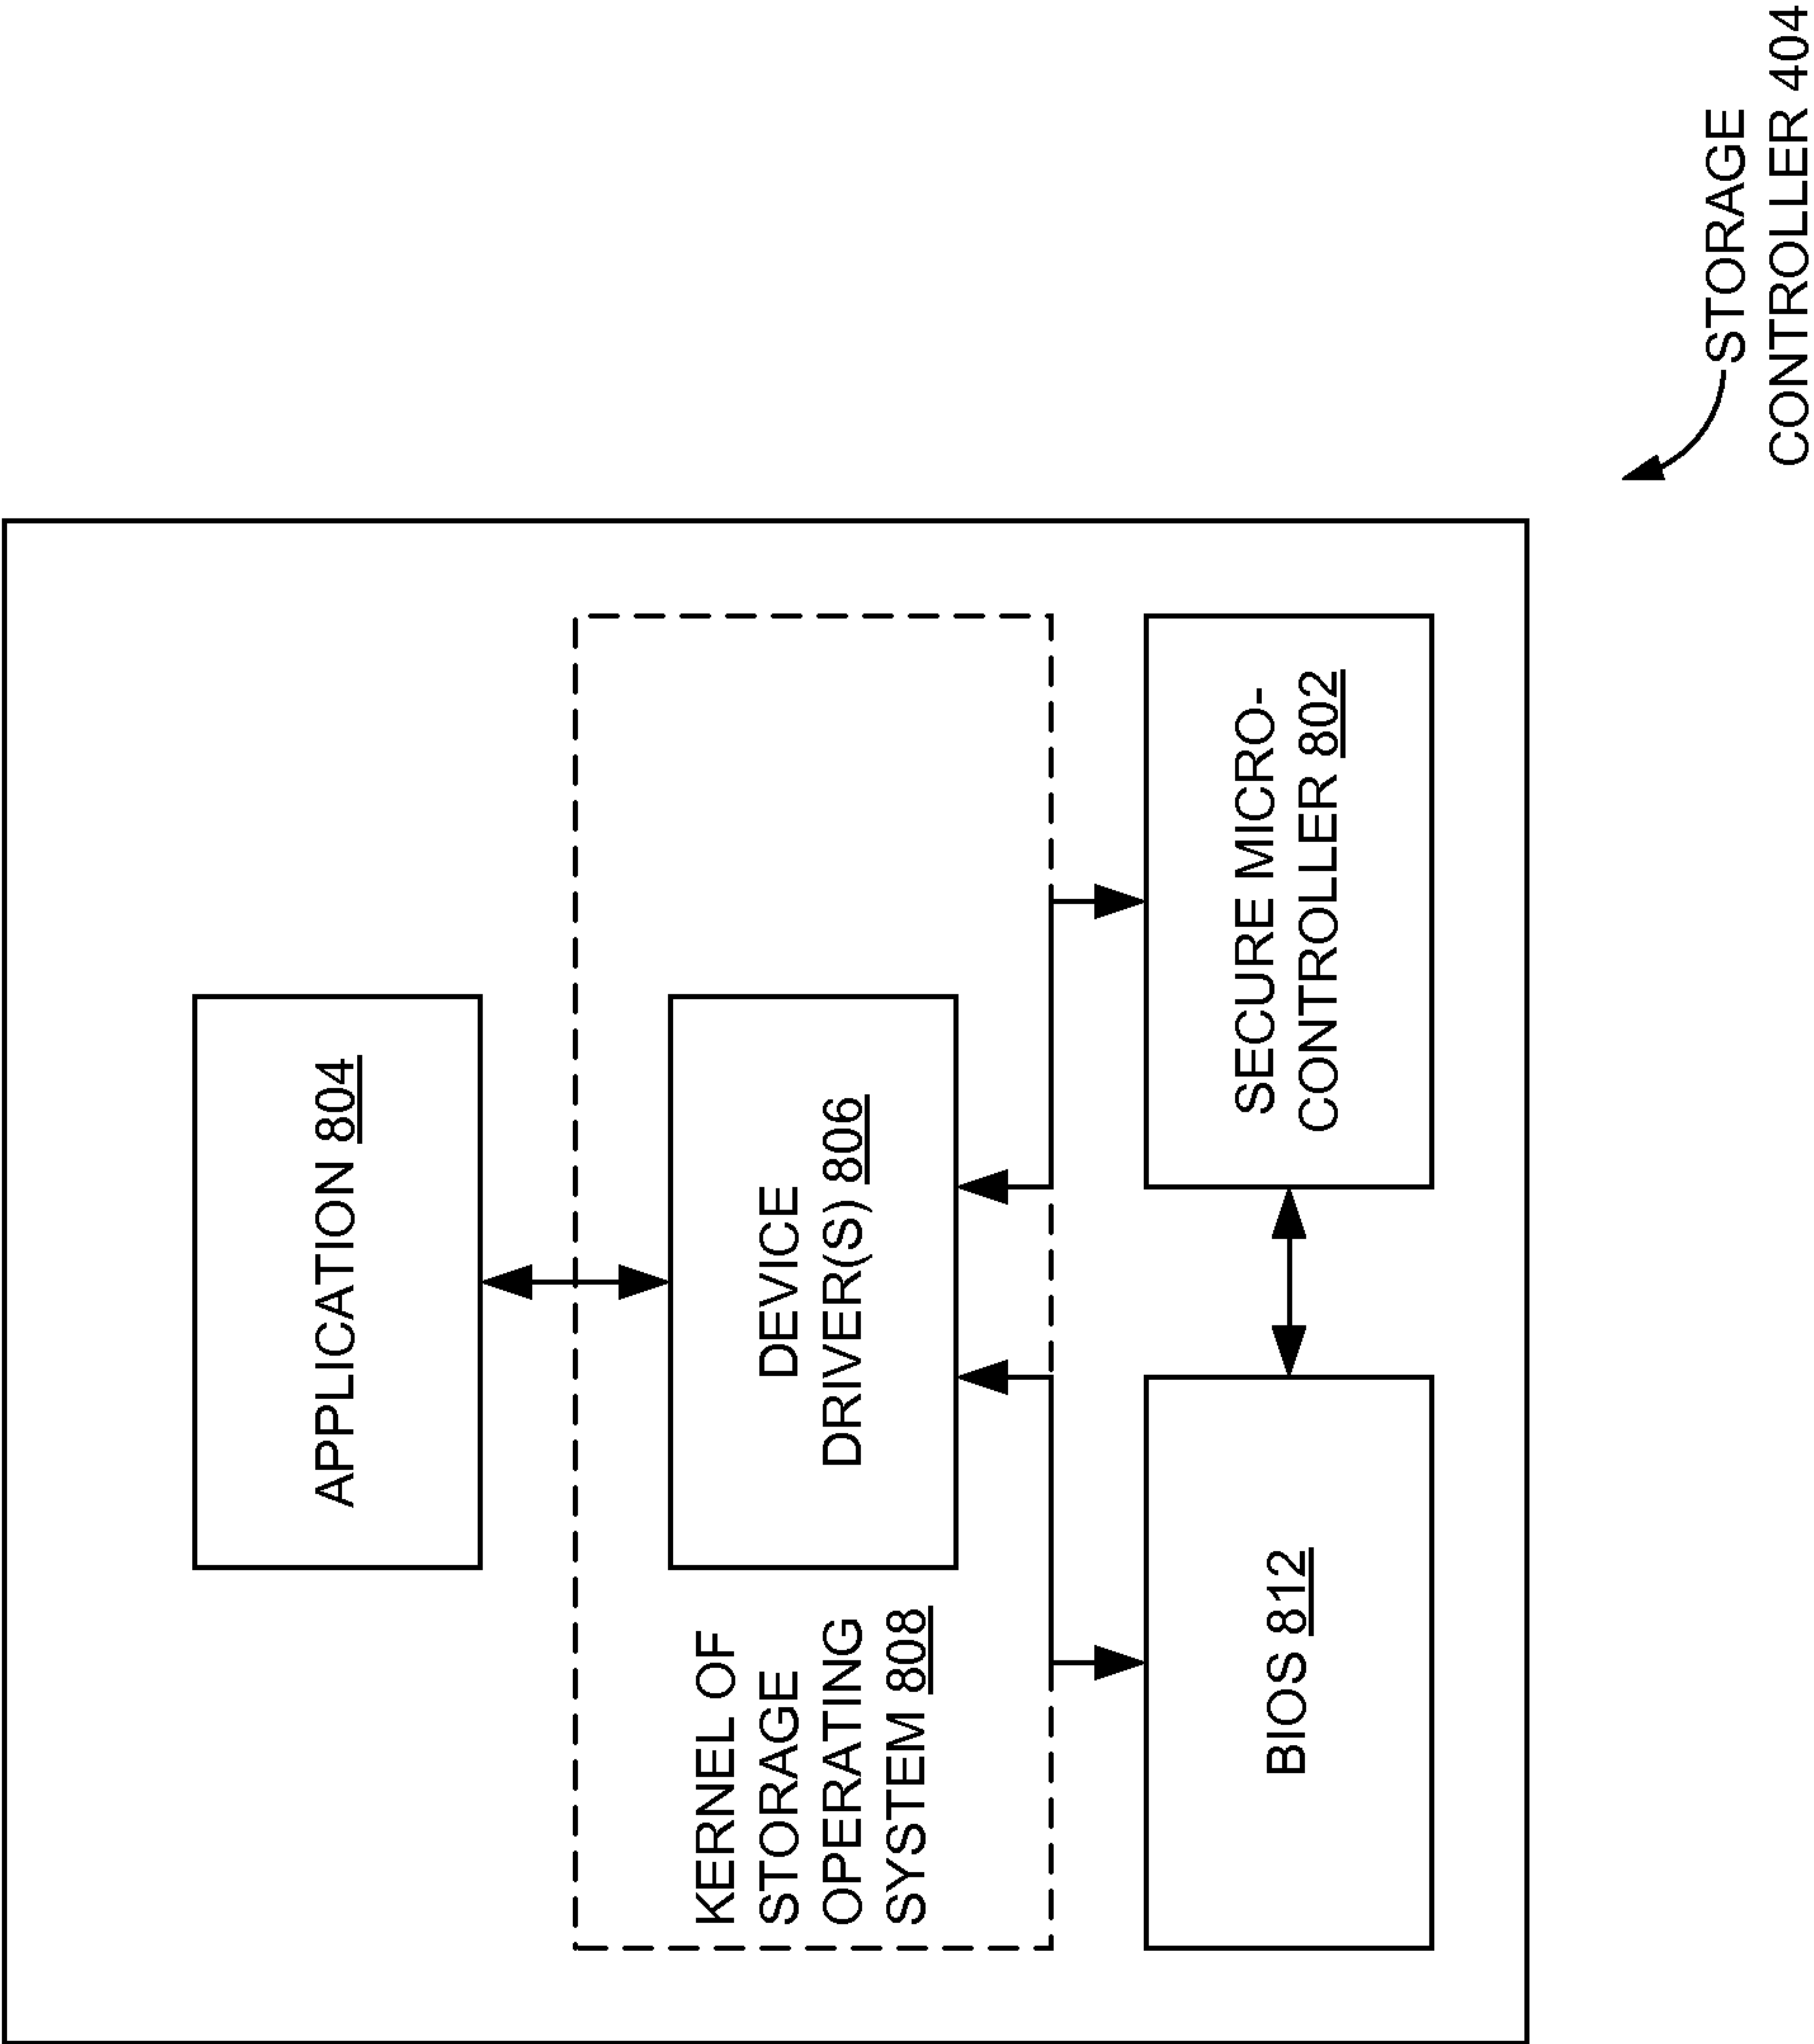 APPLICATION 804
KERNEL OF
STORAGE
OPERATING
SYSTEM 808
DEVICE
DRIVER(S) 806
BIOS 812
SECURE MICRO-
CONTROLLER 802
STORAGE
CONTROLLER 404